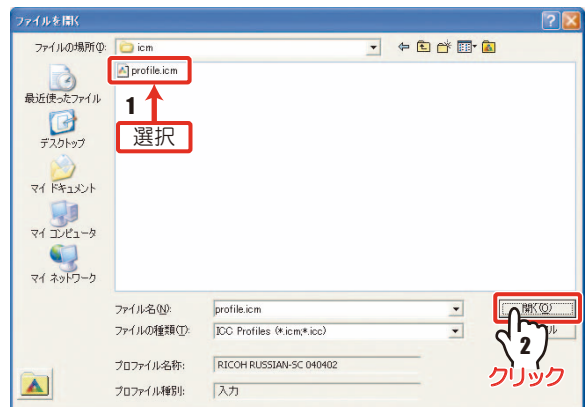 ファイルを開く
ファイルの場所(I):
icm
profile.icm
1
選択
最近使ったファイル
デスクトップ
マイ ドキュメント
マイ コンピュータ
マイ ネットワーク
ファイル名(N):
profile.icm
開く(O)
ファイルの種類(T):
ICC Profiles (*.icm;*.icc)
ル
2
クリック
プロファイル名称:
RICOH RUSSIAN-SC 040402
プロファイル種別:
入力